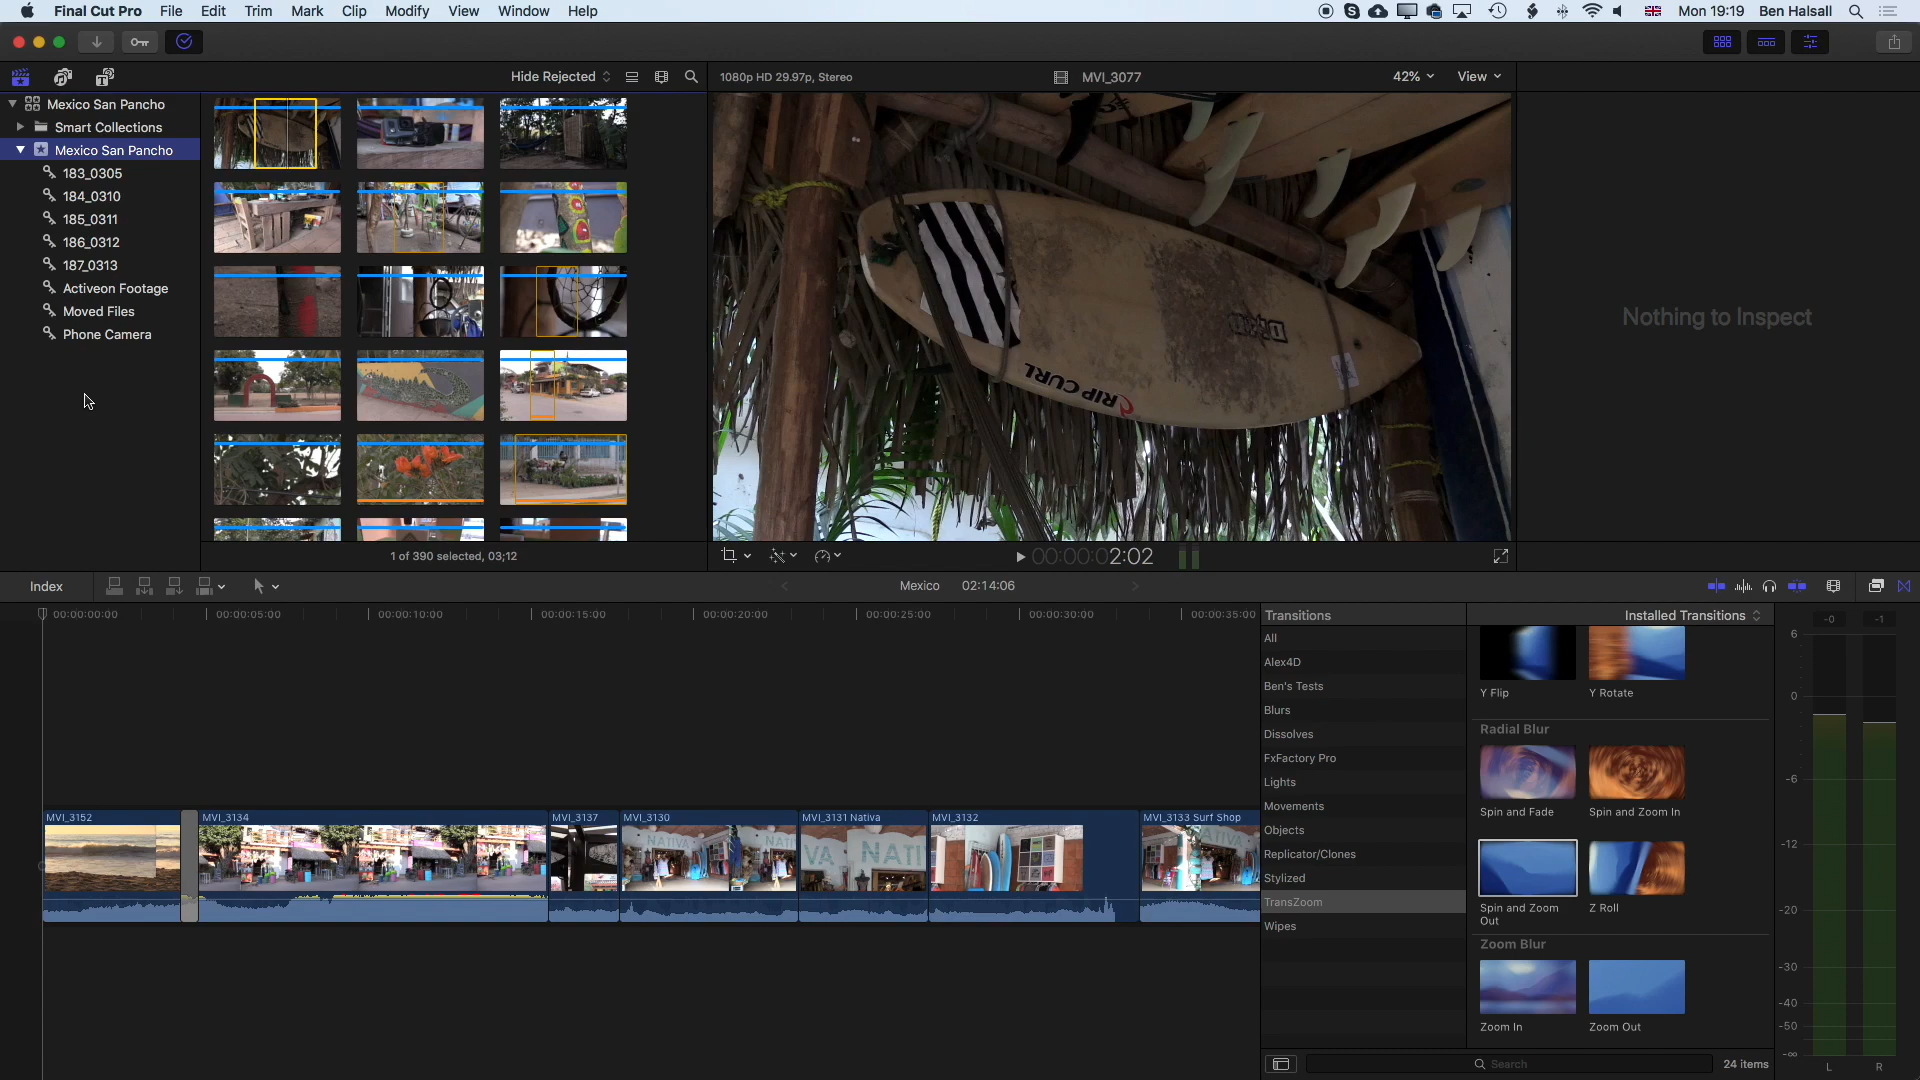 Final Cut Pro File Edit Trim Mark Clip Modify View Window Help Mon 19:19 Ben Halsall
Hide Rejected 1080p HD 29.97p, Stereo MVI_3077 42% View
Mexico San Pancho
Smart Collections
Mexico San Pancho
183_0305
184_0310
185_0311
186_0312
187_0313
Activeon Footage
Moved Files
Phone Camera
RIP CURL
Nothing to Inspect
1 of 390 selected, 03;12
00:00:02:02
Index Mexico 02:14:06
00:00:00:00 00:00:05:00 00:00:10:00 00:00:15:00 00:00:20:00 00:00:25:00 00:00:30:00 00:00:35:00
Transitions Installed Transitions
All
Alex4D
Ben's Tests
Blurs
Dissolves
FxFactory Pro
Lights
Movements
Objects
Replicator/Clones
Stylized
TransZoom
Wipes
Y Flip Y Rotate
Radial Blur
Spin and Fade Spin and Zoom In
Spin and Zoom Out Z Roll
Zoom Blur
Zoom In Zoom Out
Search 24 items
MVI_3152 MVI_3134 MVI_3137 MVI_3130 MVI_3131 Nativa MVI_3132 MVI_3133 Surf Shop
NATIVA
-0 -1
6
0
-6
-12
-20
-30
-40
-50
-∞
L R